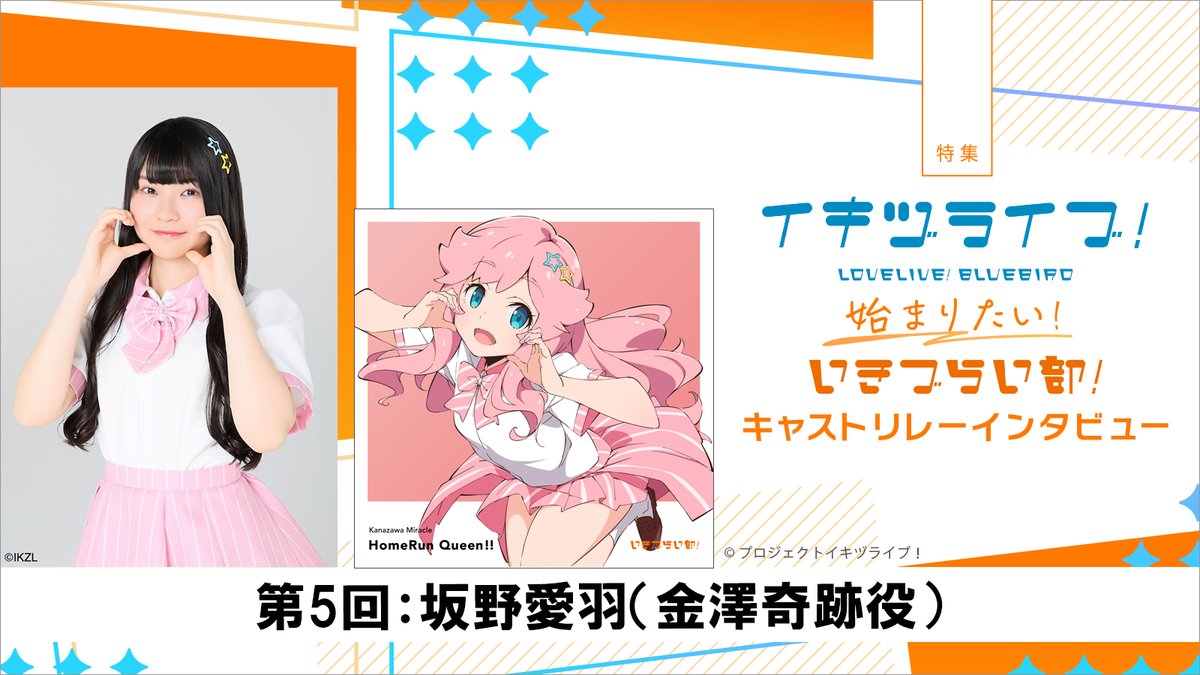 特集
イキヅライブ！
LOVELIVE! BLUEBIRD
始まりたい！
いきづらい部！
キャストリレーインタビュー
Kanazawa Miracle
HomeRun Queen!!
いきづらい部！
©IKZL
© プロジェクトイキヅライブ！
第5回：坂野愛羽（金澤奇跡役）